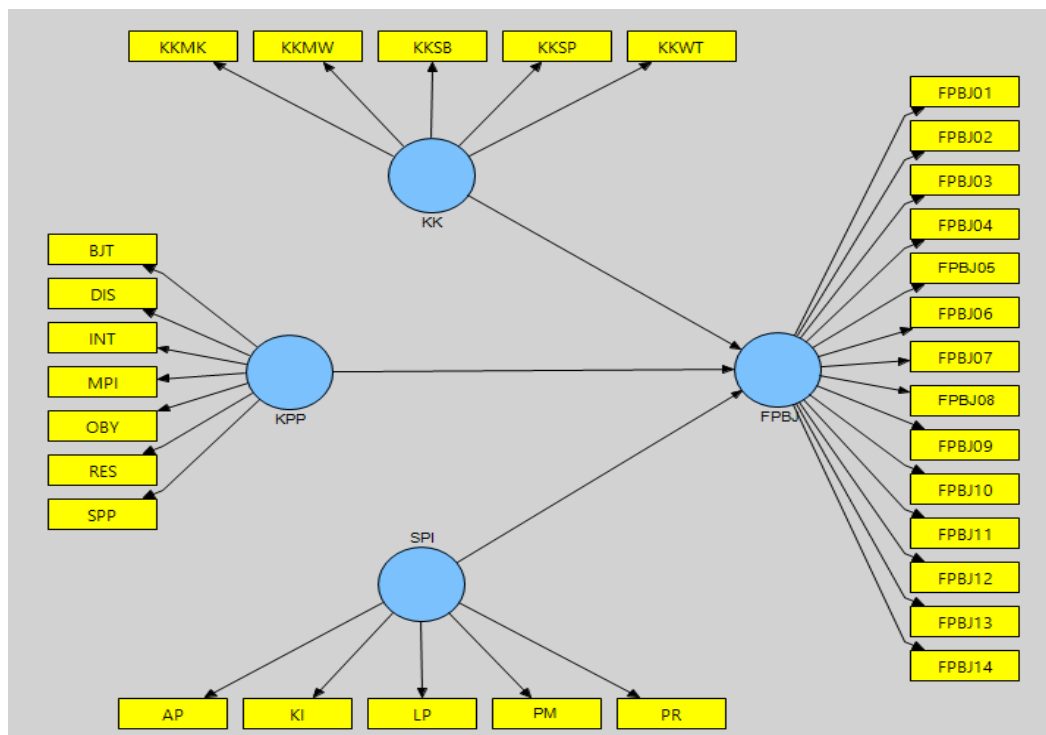 KKMK
KKMW
KKSB
KKSP
KKWT
KK
BJT
DIS
INT
MPI
OBY
RES
SPP
KPP
SPI
AP
KI
LP
PM
PR
FPBJ
FPBJ01
FPBJ02
FPBJ03
FPBJ04
FPBJ05
FPBJ06
FPBJ07
FPBJ08
FPBJ09
FPBJ10
FPBJ11
FPBJ12
FPBJ13
FPBJ14